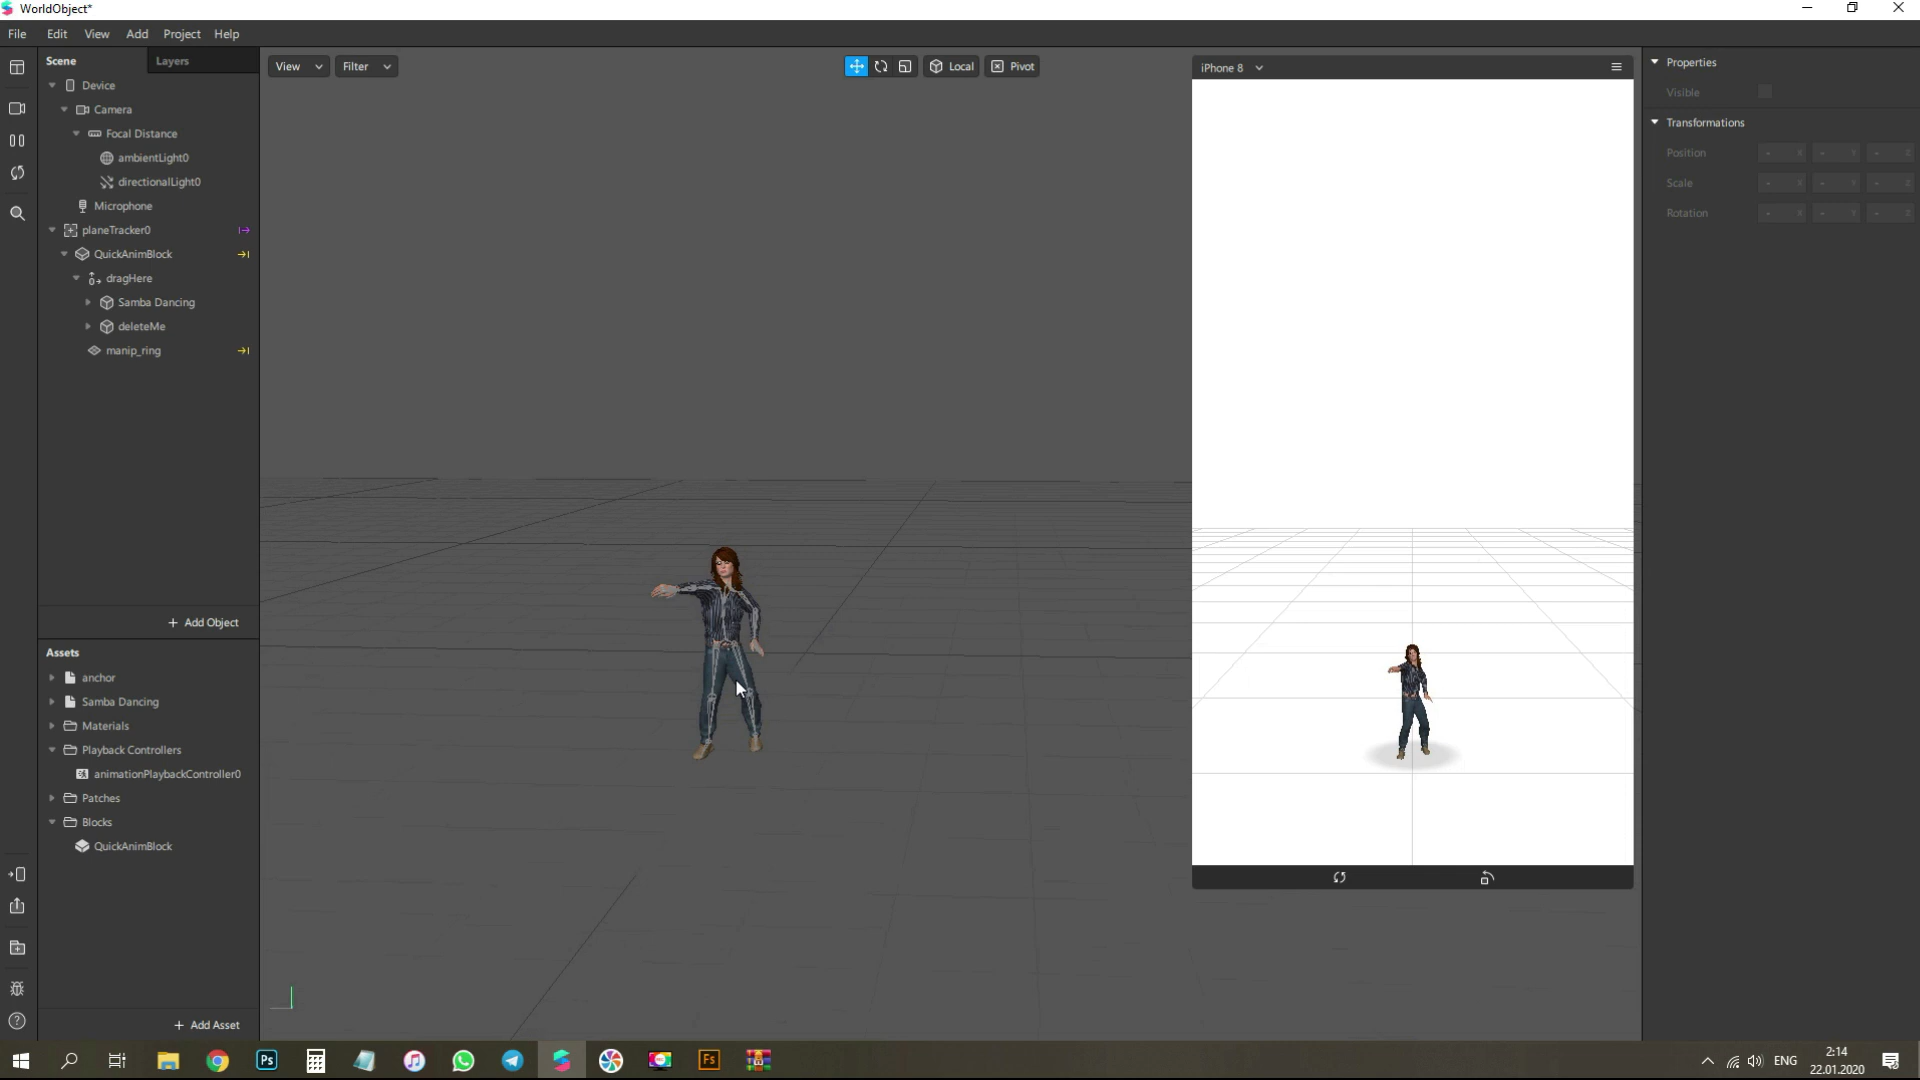 WorldObject*
File Edit View Add Project Help
Scene Layers
Device
Camera
Focal Distance
ambientLight0
directionalLight0
Microphone
planeTracker0
QuickAnimBlock
dragHere
Samba Dancing
deleteMe
manip_ring
+ Add Object
Assets
anchor
Samba Dancing
Materials
Playback Controllers
animationPlaybackController0
Patches
Blocks
QuickAnimBlock
+ Add Asset
View Filter
Local Pivot
iPhone 8
Properties
Visible
Transformations
Position - X - Y - Z
Scale - X - Y - Z
Rotation - X - Y - Z
Ps
Fs
ENG
2:14
22.01.2020